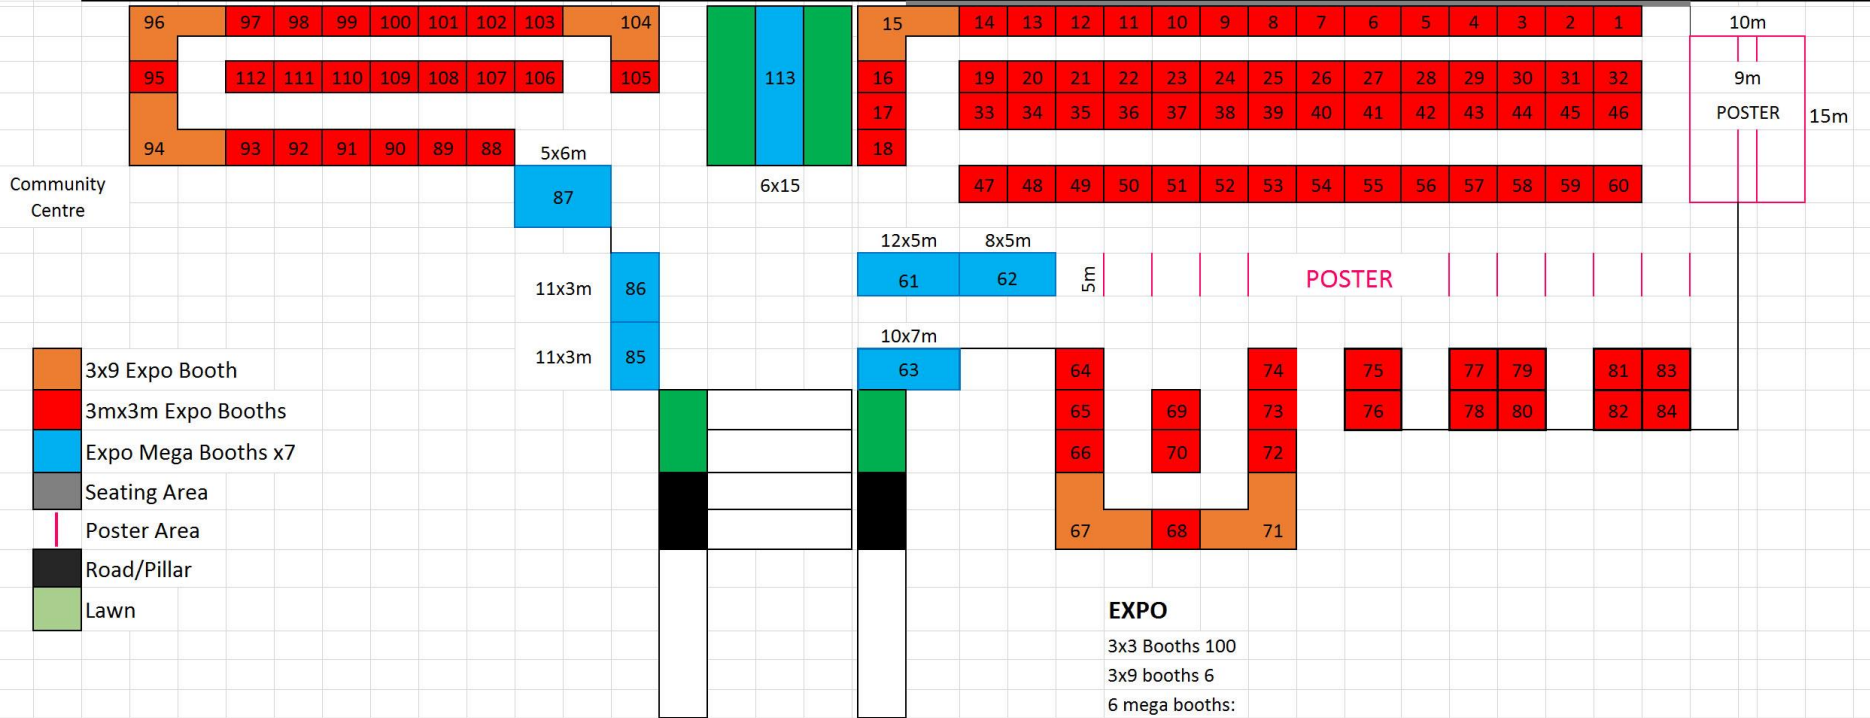 96 97 98 99 100 101 102 103 104 15 14 13 12 11 10 9 8 7 6 5 4 3 2 1 10m
95 112 111 110 109 108 107 106 105 113 16 19 20 21 22 23 24 25 26 27 28 29 30 31 32 9m
17 33 34 35 36 37 38 39 40 41 42 43 44 45 46 POSTER 15m
94 93 92 91 90 89 88 5x6m 18
Community
Centre
87 6x15 47 48 49 50 51 52 53 54 55 56 57 58 59 60
12x5m 8x5m
11x3m 86 61 62 5m POSTER
10x7m
11x3m 85 63
3x9 Expo Booth 64 74 75 77 79 81 83
3mx3m Expo Booths 65 69 73 76 78 80 82 84
Expo Mega Booths x7 66 70 72
Seating Area
Poster Area 67 68 71
Road/Pillar
Lawn
EXPO
3x3 Booths 100
3x9 booths 6
6 mega booths: